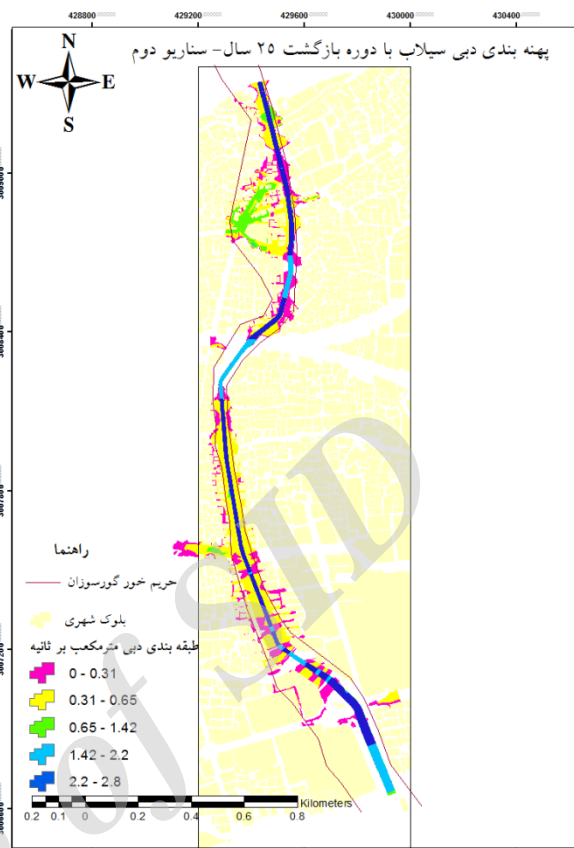 428800 429200 429600 430000 430400
پهنه بندی دبی سیلاب با دوره بازگشت ۲۵ سال- سناریو دوم
N
W E
S
راهنما
حریم خور گورسوزان
بلوک شهری
طبقه بندی دبی مترمکعب بر ثانیه
0 - 0.31
0.31 - 0.65
0.65 - 1.42
1.42 - 2.2
2.2 - 2.8
Kilometers
0.2 0.1 0 0.2 0.4 0.6 0.8
of SID